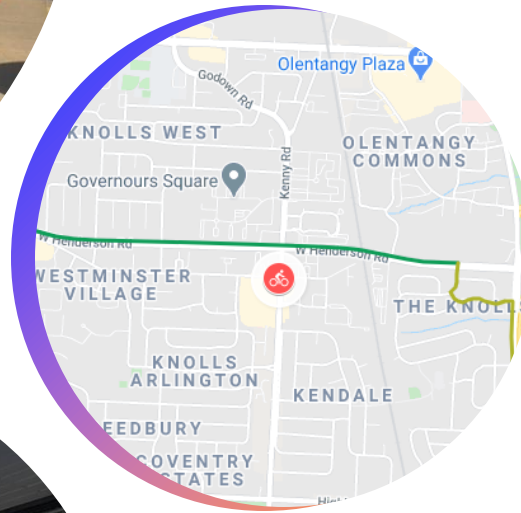 Olentangy Plaza
Godown Rd
KNOLLS WEST
OLENTANGY
COMMONS
Kenny Rd
Governours Square
W Henderson Rd
W Henderson Rd
WESTMINSTER
VILLAGE
THE KNOLLS
KNOLLS
ARLINGTON
KENDALE
EEDBURY
COVENTRY
STATES